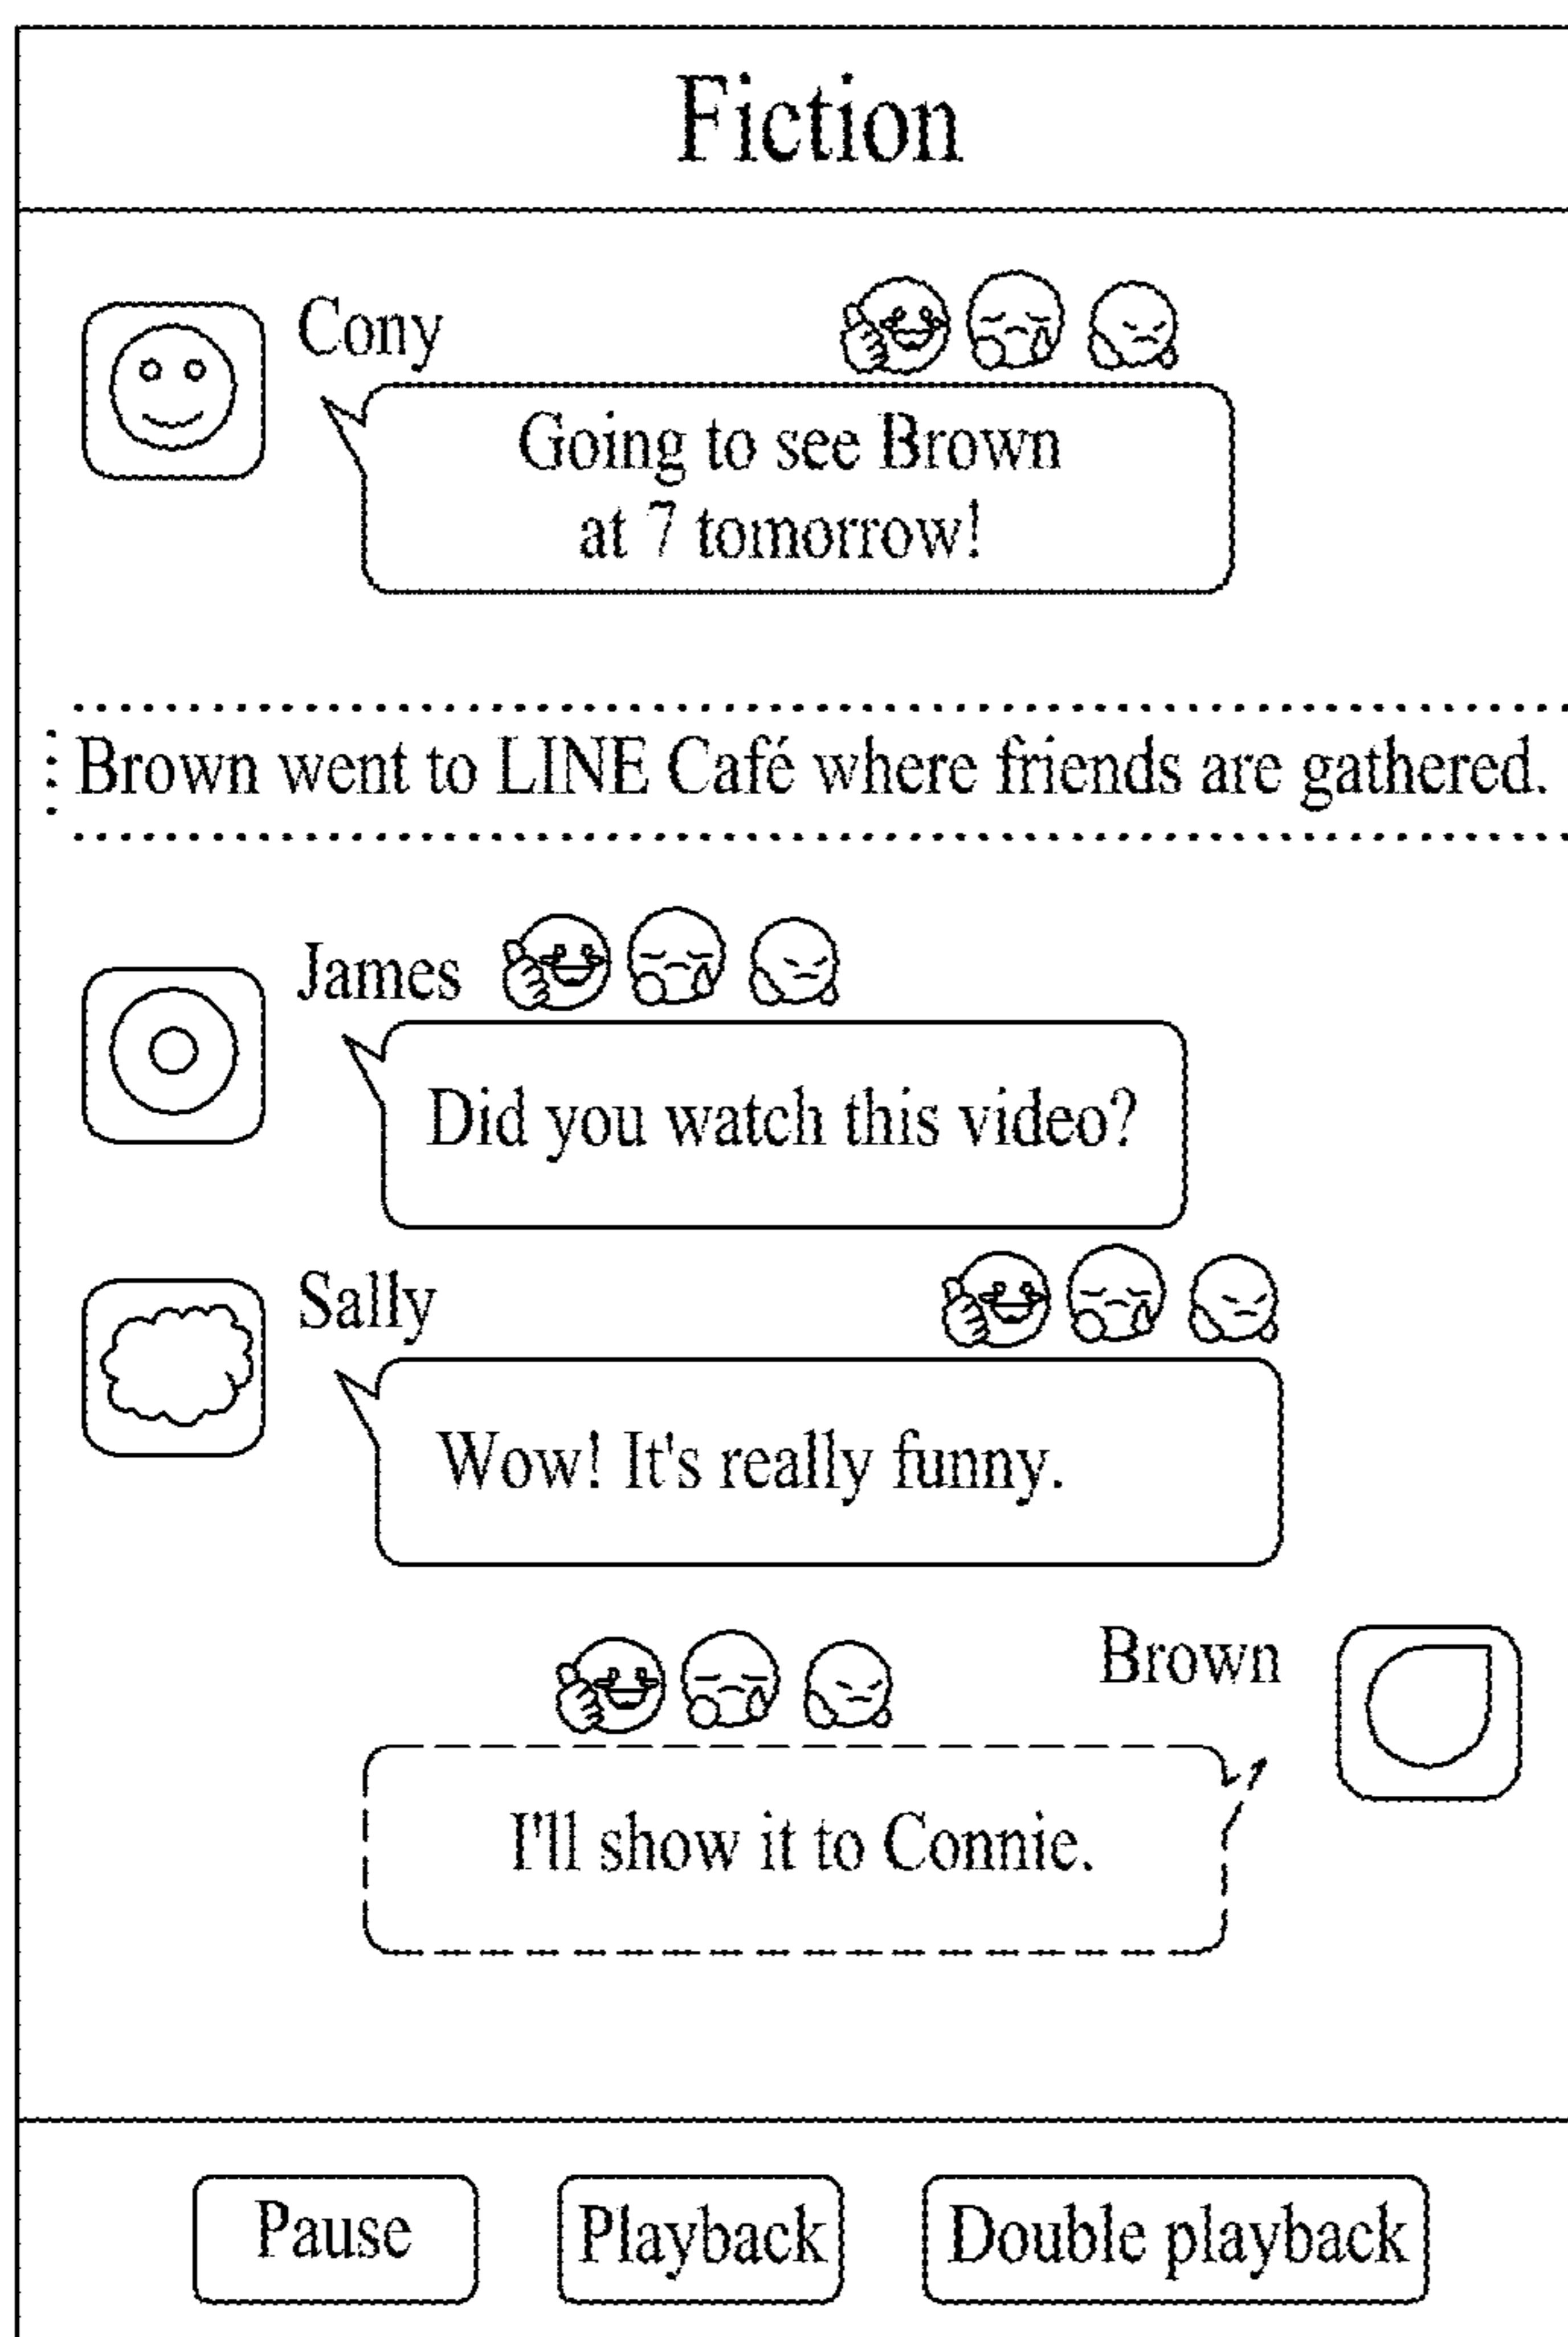 Fiction
Cony
Going to see Brown
at 7 tomorrow!
Brown went to LINE Café where friends are gathered.
James
Did you watch this video?
Sally
Wow! It's really funny.
Brown
I'll show it to Connie.
Pause
Playback
Double playback